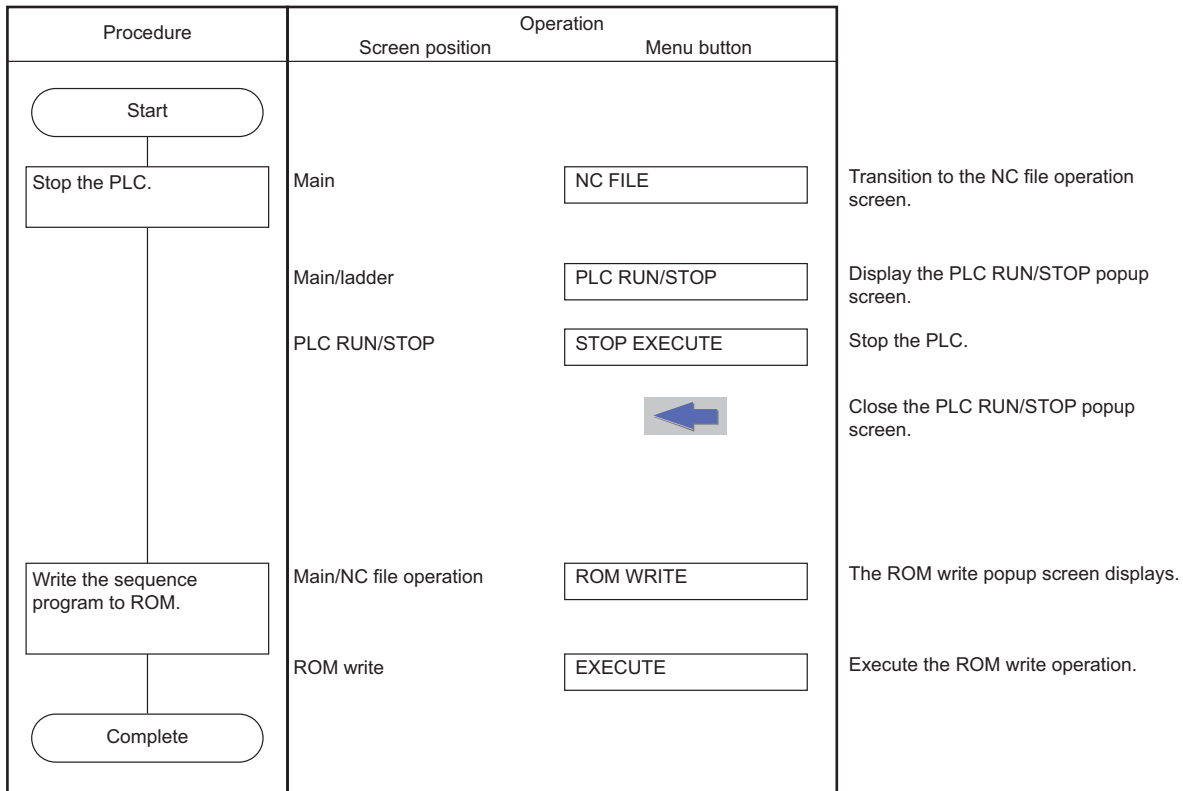 Procedure
Operation
Screen position
Menu button
Start
Stop the PLC.
Main
NC FILE
Transition to the NC file operation
screen.
Main/ladder
PLC RUN/STOP
Display the PLC RUN/STOP popup
screen.
PLC RUN/STOP
STOP EXECUTE
Stop the PLC.
Close the PLC RUN/STOP popup
screen.
Write the sequence
program to ROM.
Main/NC file operation
ROM WRITE
The ROM write popup screen displays.
ROM write
EXECUTE
Execute the ROM write operation.
Complete